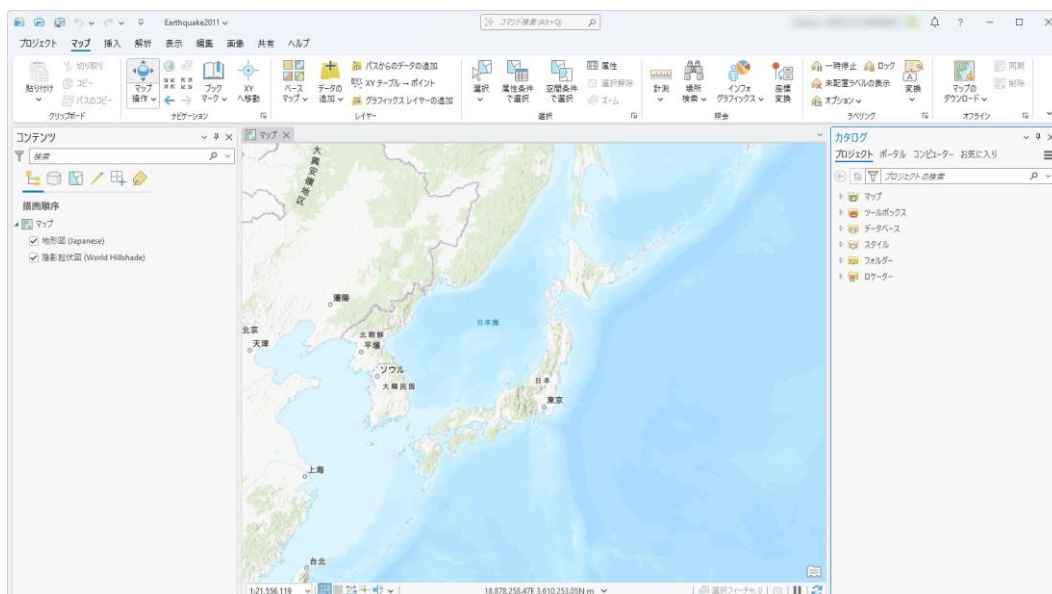 Earthquake2011
コマンド検索 (Alt+Q)
プロジェクト マップ 挿入 解析 表示 編集 画像 共有 ヘルプ
貼り付け
切り取り
コピー
パスのコピー
クリップボード
マップ
操作
ブック
マーク
XY
へ移動
ナビゲーション
ベース
マップ
データの
追加
パスからのデータの追加
XY テーブル → ポイント
グラフィックス レイヤーの追加
レイヤー
選択
属性条件
で選択
空間条件
で選択
属性
選択解除
ズーム
選択
計測
場所
検索
インフォ
グラフィックス
座標
変換
照会
一時停止 ロック
未配置ラベルの表示
オプション
変換
ラベリング
マップの
ダウンロード
同期
削除
オフライン
コンテンツ
検索
描画順序
マップ
地形図 (Japanese)
陰影起伏図 (World Hillshade)
マップ
大興安嶺地区
瀋陽
北京
天津
北朝鮮
平壌
ソウル
大韓民国
日本海
日本
東京
上海
台北
1:21,556,119
18,878,258.47E 3,610,253.05N m
選択フィーチャ: 0
カタログ
プロジェクト ポータル コンピューター お気に入り
プロジェクトの検索
マップ
ツールボックス
データベース
スタイル
フォルダー
ロケーター